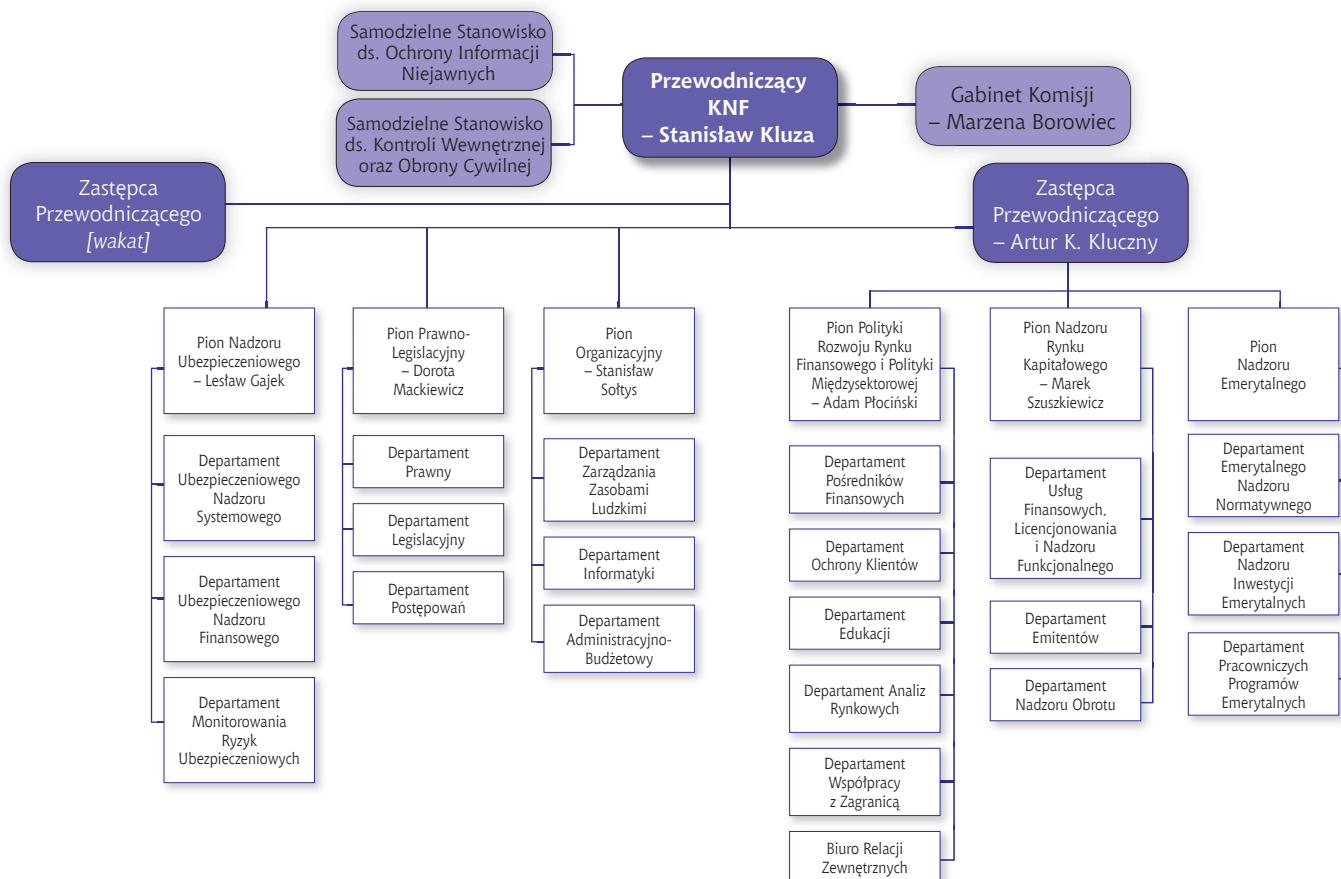 Samodzielne Stanowisko
ds. Ochrony Informacji
Niejawnych
Samodzielne Stanowisko
ds. Kontroli Wewnętrznej
oraz Obrony Cywilnej
Przewodniczący
KNF
– Stanisław Kluza
Gabinet Komisji
– Marzena Borowiec
Zastępca
Przewodniczącego
[wakat]
Zastępca
Przewodniczącego
– Artur K. Kluczny
Pion Nadzoru
Ubezpieczeniowego
– Lesław Gajek
Departament
Ubezpieczeniowego
Nadzoru
Systemowego
Departament
Ubezpieczeniowego
Nadzoru
Finansowego
Departament
Monitorowania
Ryzyk
Ubezpieczeniowych
Pion Prawno-
Legislacyjny
– Dorota
Mackiewicz
Departament
Prawny
Departament
Legislacyjny
Departament
Postępowań
Pion
Organizacyjny
– Stanisław
Sołtys
Departament
Zarządzania
Zasobami
Ludzkimi
Departament
Informatyki
Departament
Administracyjno-
Budżetowy
Pion Polityki
Rozwoju Rynku
Finansowego i Polityki
Międzysektorowej
– Adam Płociński
Departament
Pośredników
Finansowych
Departament
Ochrony Klientów
Departament
Edukacji
Departament Analiz
Rynkowych
Departament
Współpracy
z Zagranicą
Biuro Relacji
Zewnętrznych
Pion Nadzoru
Rynku
Kapitałowego
– Marek
Szuszkiewicz
Departament
Usług
Finansowych,
Licencjonowania
i Nadzoru
Funkcjonalnego
Departament
Emitentów
Departament
Nadzoru Obrotu
Pion
Nadzoru
Emerytalnego
Departament
Emerytalnego
Nadzoru
Normatywnego
Departament
Nadzoru
Inwestycji
Emerytalnych
Departament
Pracowniczych
Programów
Emerytalnych